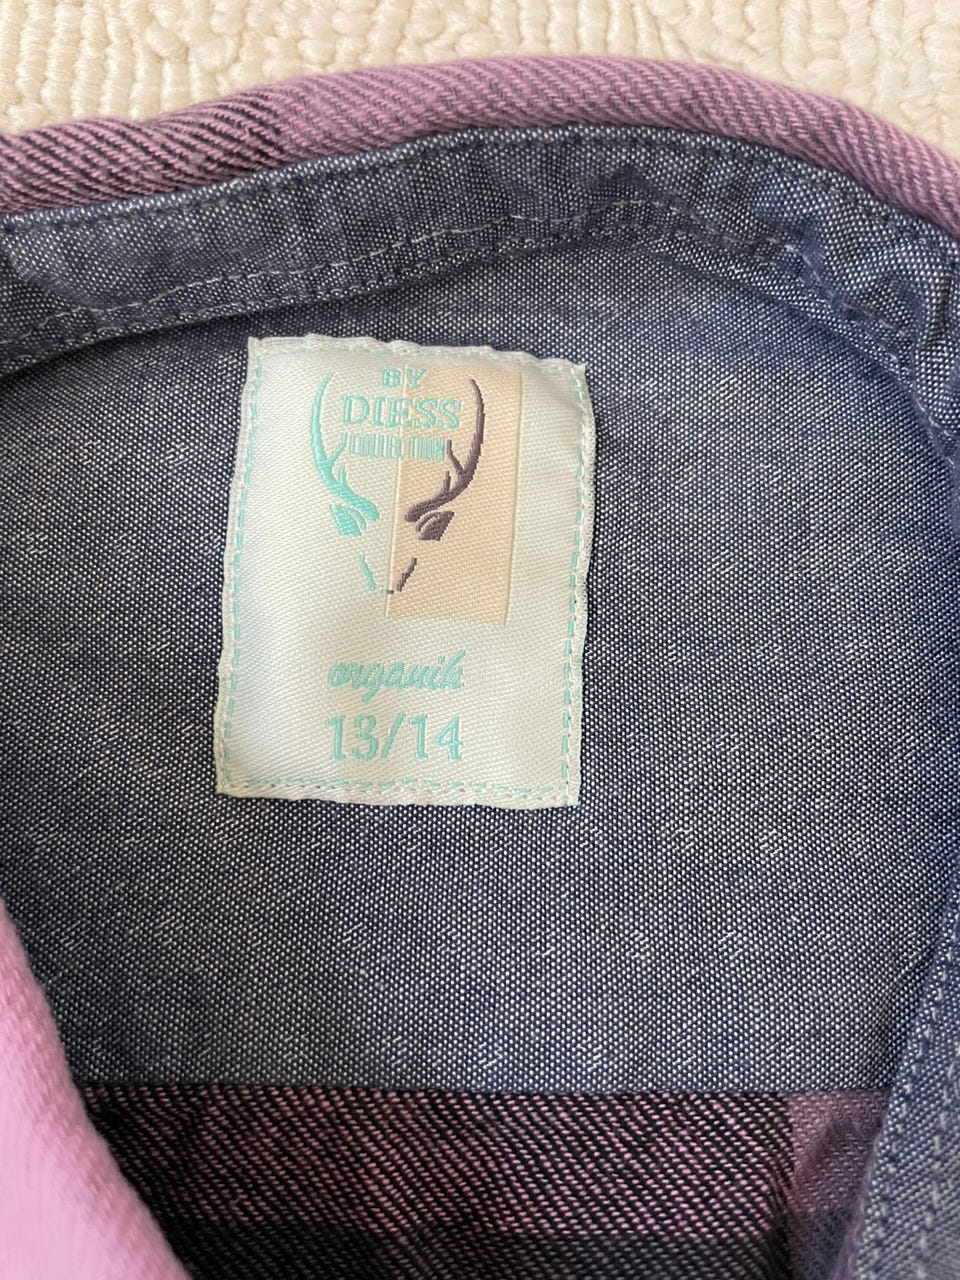 BY
DIESS
COLLECTION
organik
13/14